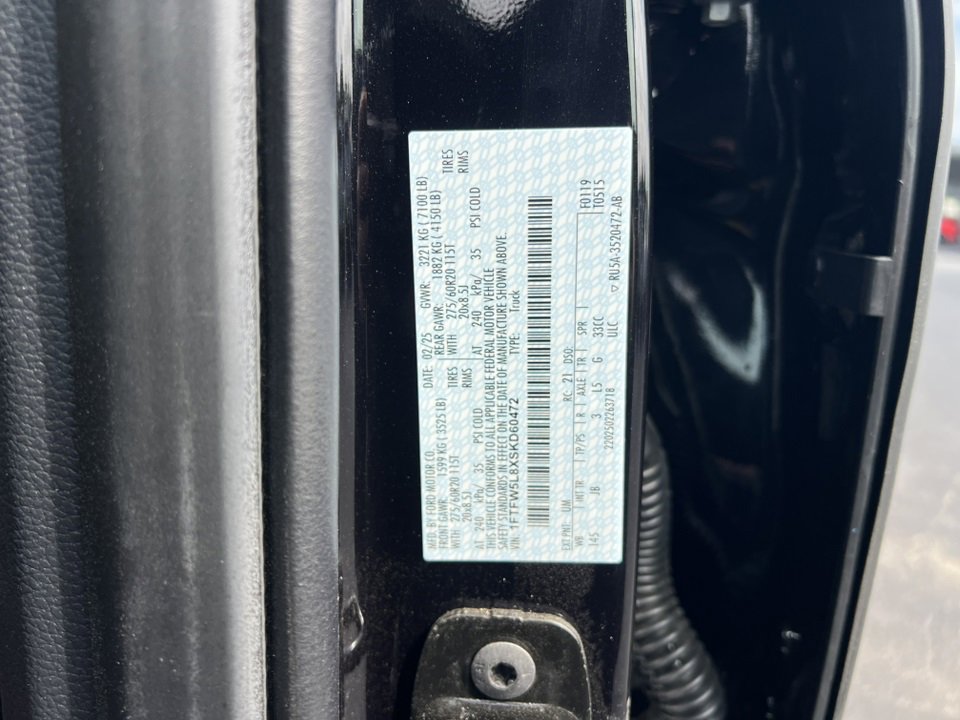 MFD. BY FORD MOTOR CO. DATE: 02/25 GVWR: 3221 KG ( 7100 LB)
FRONT GAWR: 1599 KG ( 3525 LB) REAR GAWR: 1882 KG ( 4150 LB)
WITH 275/60R20 115T TIRES WITH 275/60R20 115T TIRES
20x8.5J RIMS 20x8.5J RIMS
AT 240 kPa/ 35 PSI COLD AT 240 kPa/ 35 PSI COLD
THIS VEHICLE CONFORMS TO ALL APPLICABLE FEDERAL MOTOR VEHICLE
SAFETY STANDARDS IN EFFECT ON THE DATE OF MANUFACTURE SHOWN ABOVE.
VIN: 1FTFW5L8XSKD60472 TYPE: Truck
EXT PNT: UM RC: 21 DSO: F0119
WB INT TR TP/PS R AXLE TR SPR T0515
145 JB 3 L5 G 33CC
ULC
2202502263718 ▽ RU5A-3520472-AB